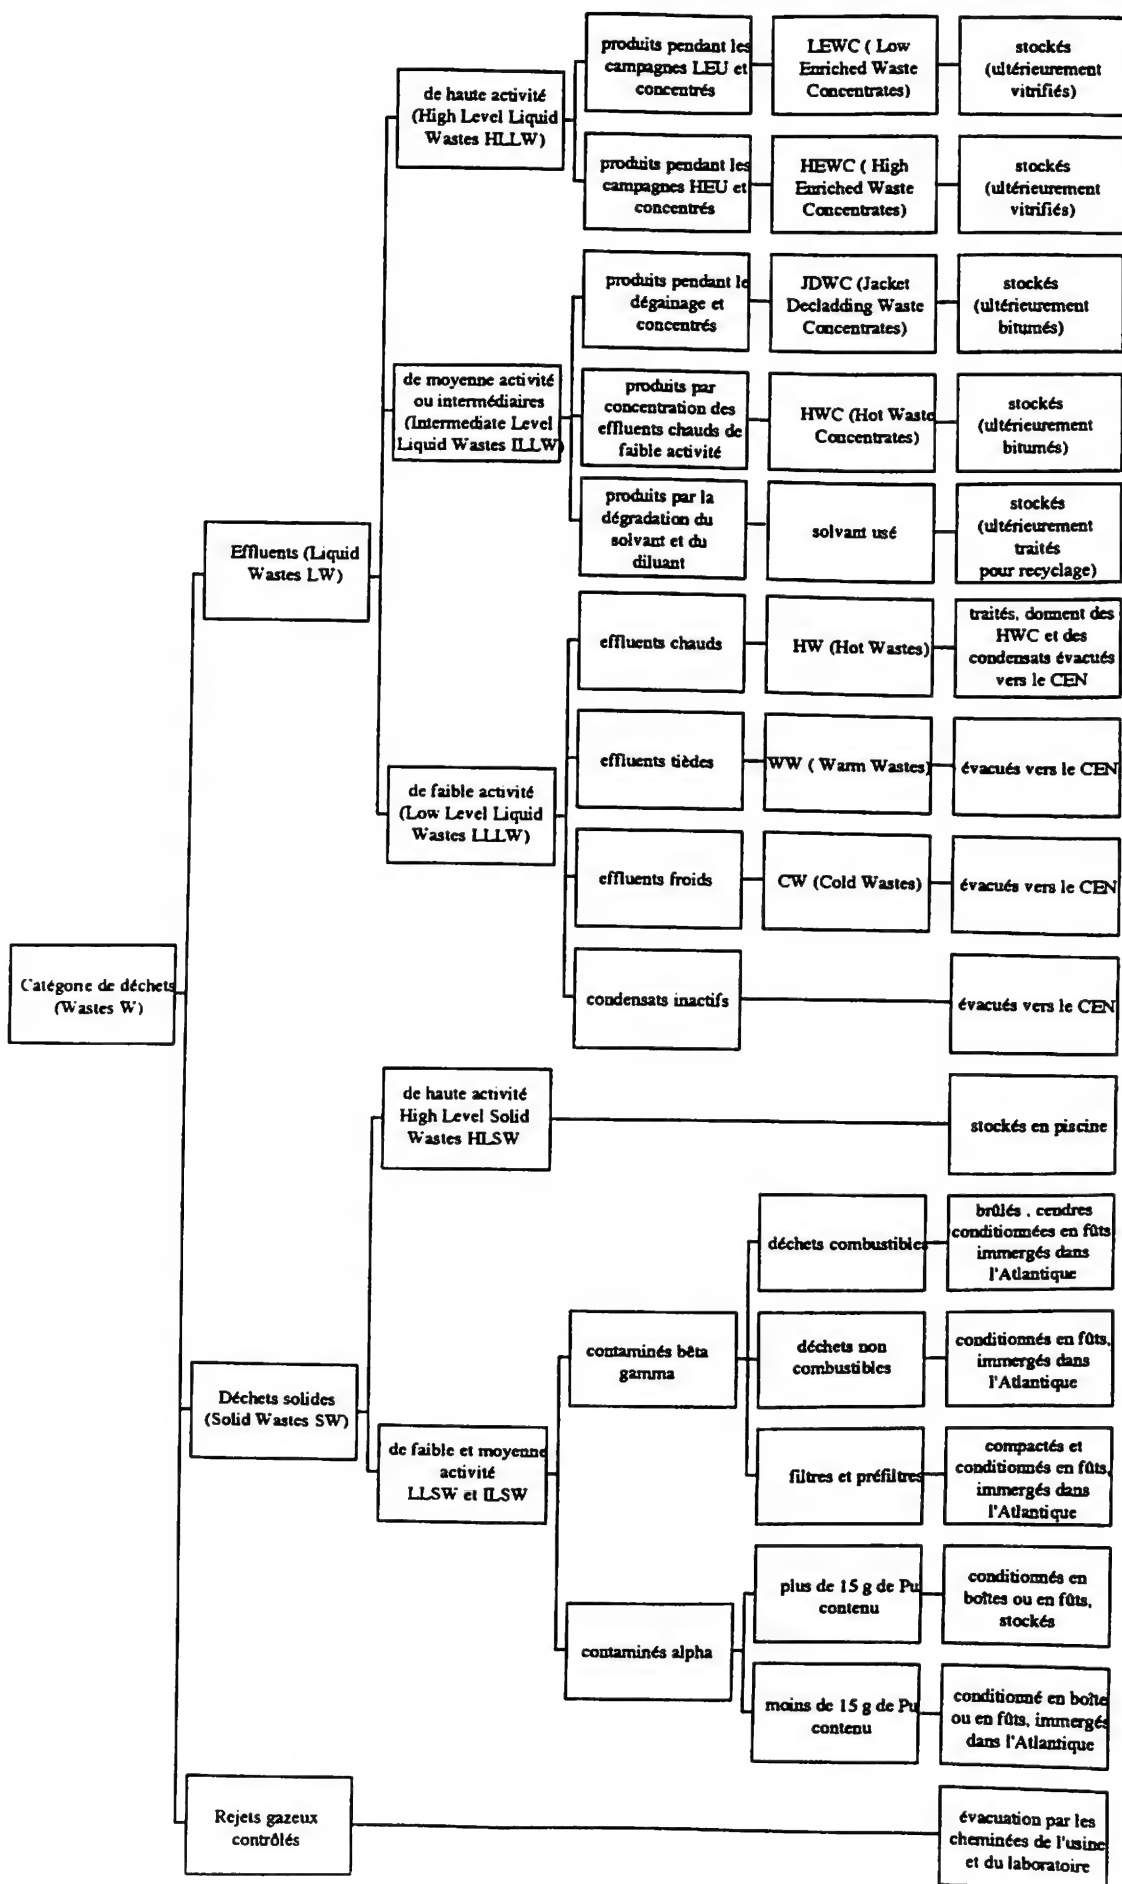 Catégorie de déchets
(Wastes W)
Effluents (Liquid
Wastes LW)
de haute activité
(High Level Liquid
Wastes HLLW)
produits pendant les
campagnes LEU et
concentrés
LEWC ( Low
Enriched Waste
Concentrates)
stockés
(ultérieurement
vitrifiés)
produits pendant les
campagnes HEU et
concentrés
HEWC ( High
Enriched Waste
Concentrates)
stockés
(ultérieurement
vitrifiés)
de moyenne activité
ou intermédiaires
(Intermediate Level
Liquid Wastes ILLW)
produits pendant le
dégainage et
concentrés
JDWC (Jacket
Decladding Waste
Concentrates)
stockés
(ultérieurement
bitumés)
produits par
concentration des
effluents chauds de
faible activité
HWC (Hot Waste
Concentrates)
stockés
(ultérieurement
bitumés)
produits par la
dégradation du
solvant et du
diluant
solvant usé
stockés
(ultérieurement
traités
pour recyclage)
de faible activité
(Low Level Liquid
Wastes LLLW)
effluents chauds
HW (Hot Wastes)
traités, donnent des
HWC et des
condensats évacués
vers le CEN
effluents tièdes
WW ( Warm Wastes)
évacués vers le CEN
effluents froids
CW (Cold Wastes)
évacués vers le CEN
condensats inactifs
évacués vers le CEN
Déchets solides
(Solid Wastes SW)
de haute activité
High Level Solid
Wastes HLSW
stockés en piscine
de faible et moyenne
activité
LLSW et ILSW
contaminés bêta
gamma
déchets combustibles
brûlés . cendres
conditionnées en fûts
immergés dans
l'Atlantique
déchets non
combustibles
conditionnés en fûts,
immergés dans
l'Atlantique
filtres et préfiltres
compactés et
conditionnés en fûts,
immergés dans
l'Atlantique
contaminés alpha
plus de 15 g de Pu
contenu
conditionnés en
boîtes ou en fûts,
stockés
moins de 15 g de Pu
contenu
conditionné en boîte
ou en fûts, immergés
dans l'Atlantique
Rejets gazeux
contrôlés
évacuation par les
cheminées de l'usine
et du laboratoire